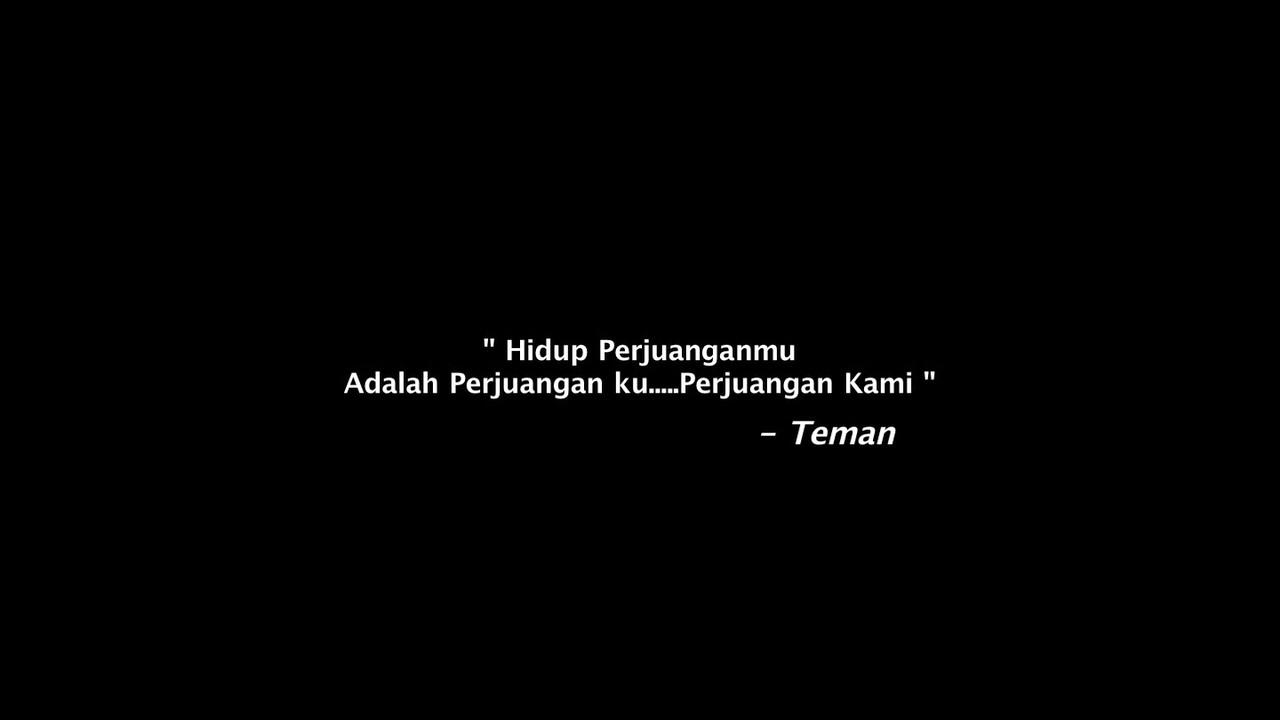 " Hidup Perjuanganmu
Adalah Perjuangan ku.....Perjuangan Kami "
– Teman